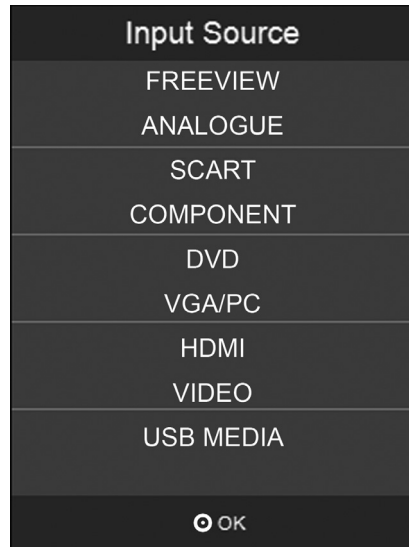 Input Source
FREEVIEW
ANALOGUE
SCART
COMPONENT
DVD
VGA/PC
HDMI
VIDEO
USB MEDIA
OK